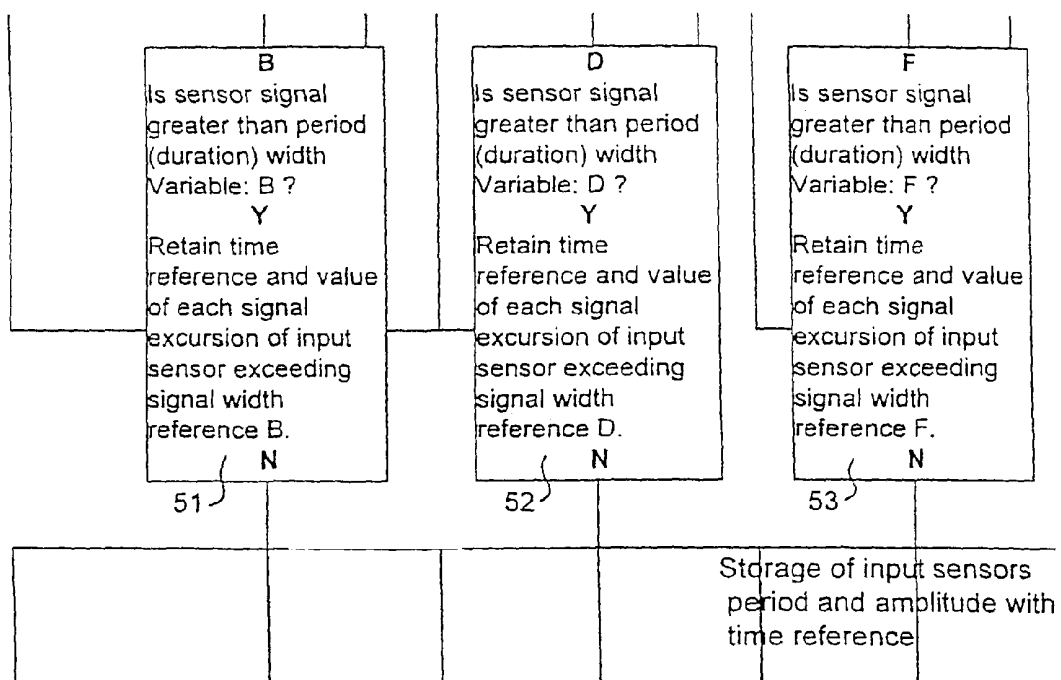 B
Is sensor signal
greater than period
(duration) width
Variable: B ?
Y
Retain time
reference and value
of each signal
excursion of input
sensor exceeding
signal width
reference B.
N
51
D
Is sensor signal
greater than period
(duration) width
Variable: D ?
Y
Retain time
reference and value
of each signal
excursion of input
sensor exceeding
signal width
reference D.
N
52
F
Is sensor signal
greater than period
(duration) width
Variable: F ?
Y
Retain time
reference and value
of each signal
excursion of input
sensor exceeding
signal width
reference F.
N
53
Storage of input sensors
period and amplitude with
time reference